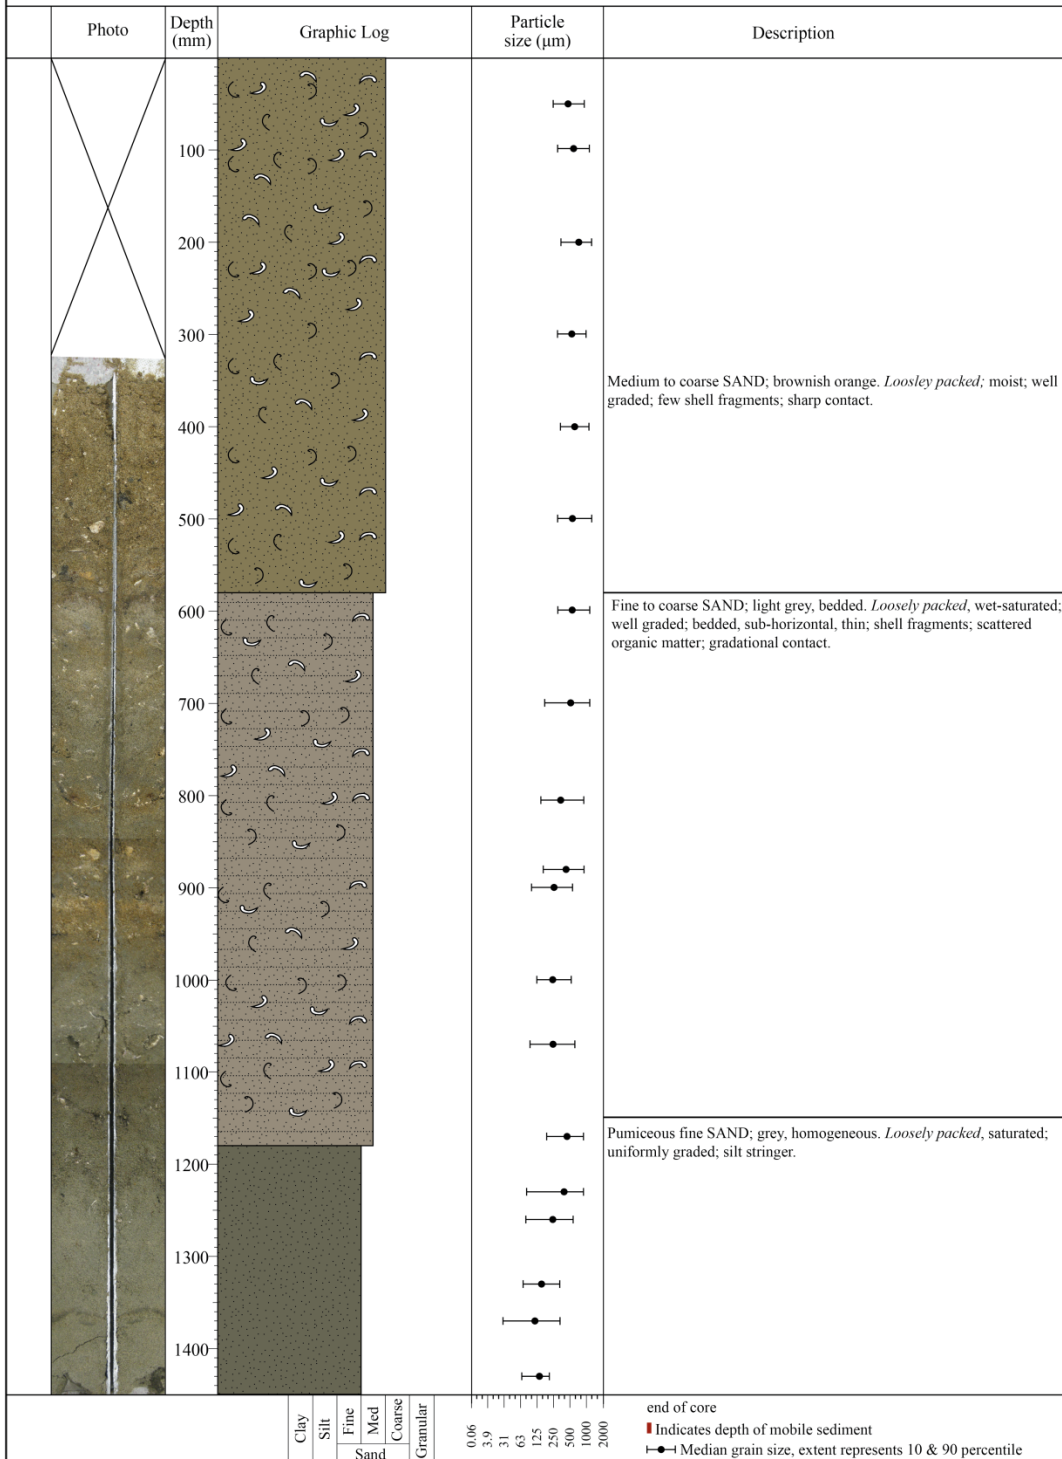 Photo
Depth
(mm)
Graphic Log
Particle
size (μm)
Description
100
200
300
400
500
600
700
800
900
1000
1100
1200
1300
1400
Medium to coarse SAND; brownish orange. Loosley packed; moist; well
graded; few shell fragments; sharp contact.
Fine to coarse SAND; light grey, bedded. Loosely packed, wet-saturated;
well graded; bedded, sub-horizontal, thin; shell fragments; scattered
organic matter; gradational contact.
Pumiceous fine SAND; grey, homogeneous. Loosely packed, saturated;
uniformly graded; silt stringer.
Clay
Silt
Fine
Med
Coarse
Granular
Sand
0.06
3.9
31
63
125
250
500
1000
2000
end of core
Indicates depth of mobile sediment
Median grain size, extent represents 10 & 90 percentile